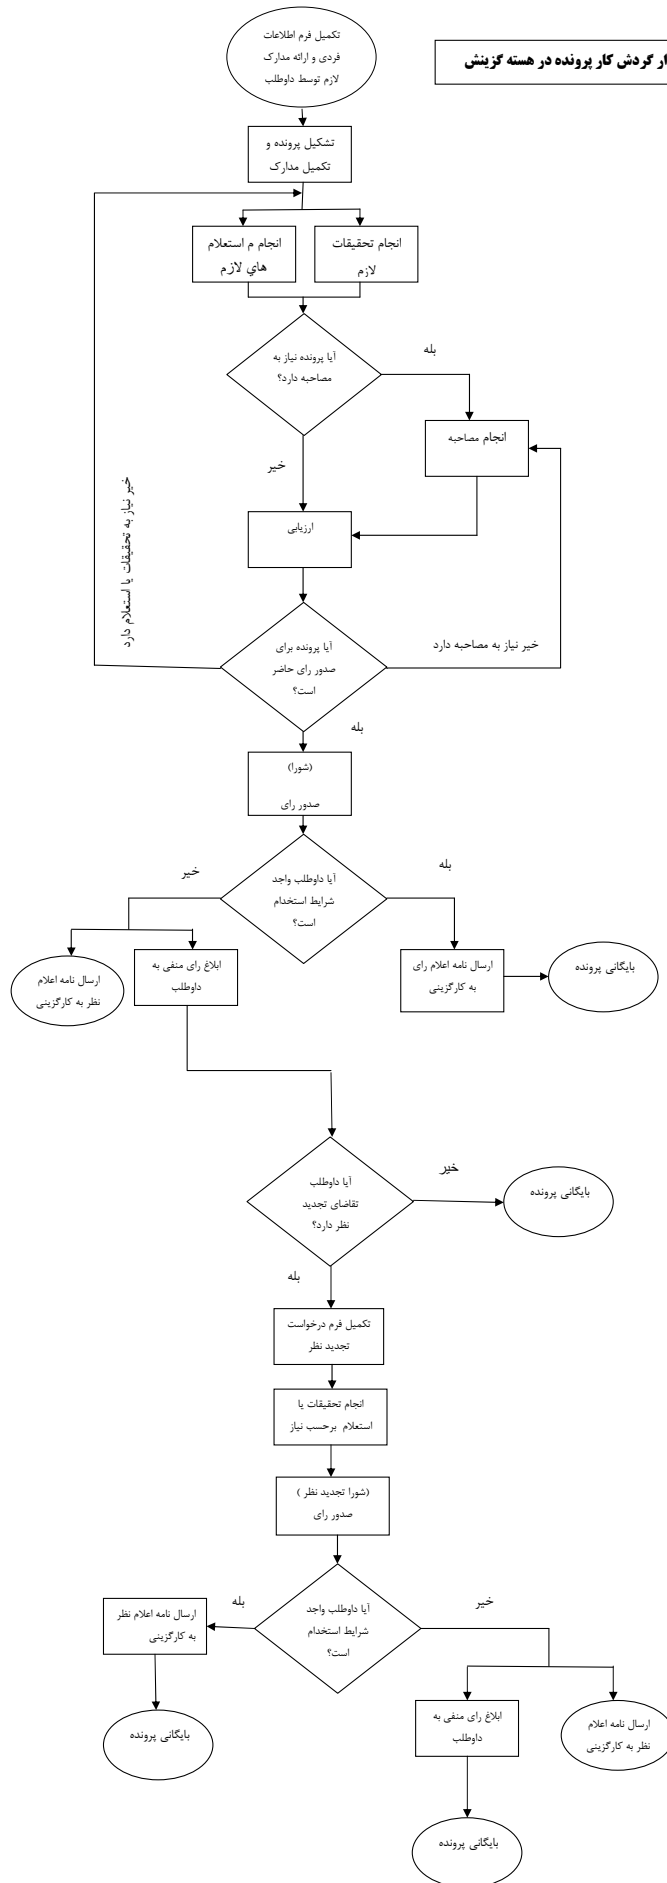 تکمیل فرم اطلاعات
فردی و ارائه مدارک
لازم توسط داوطلب
ار گردش کار پرونده در هسته گزینش
تشکیل پرونده و
تکمیل مدارک
انجام تحقیقات
لازم
انجام م استعلام
های لازم
آیا پرونده نیاز به
مصاحبه دارد؟
بله
انجام مصاحبه
خیر
ارزیابی
خیر نیاز به تحقیقات یا استعلام دارد
آیا پرونده برای
صدور رای حاضر
است؟
خیر نیاز به مصاحبه دارد
بله
(شورا)
صدور رای
آیا داوطلب واجد
شرایط استخدام
است؟
بله
خیر
بایگانی پرونده
ارسال نامه اعلام رای
به کارگزینی
ابلاغ رای منفی به
داوطلب
ارسال نامه اعلام
نظر به کارگزینی
آیا داوطلب
تقاضای تجدید
نظر دارد؟
خیر
بایگانی پرونده
بله
تکمیل فرم درخواست
تجدید نظر
انجام تحقیقات یا
استعلام برحسب نیاز
(شورا تجدید نظر )
صدور رای
آیا داوطلب واجد
شرایط استخدام
است؟
خیر
بله
ارسال نامه اعلام نظر
به کارگزینی
بایگانی پرونده
ارسال نامه اعلام
نظر به کارگزینی
ابلاغ رای منفی به
داوطلب
بایگانی پرونده